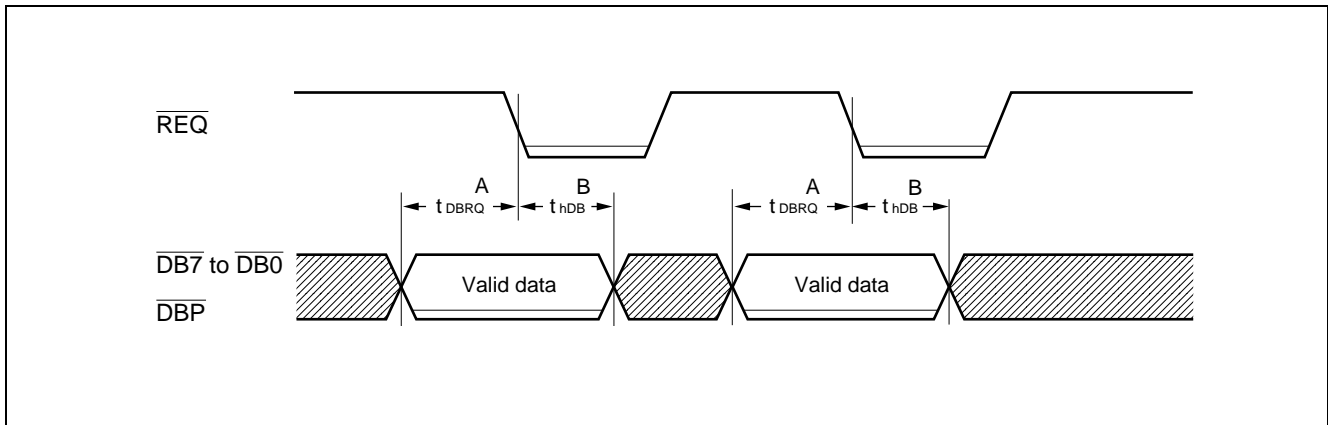 REQ
A B A B
t DBRQ t hDB t DBRQ t hDB
DB7 to DB0 Valid data Valid data
DBP